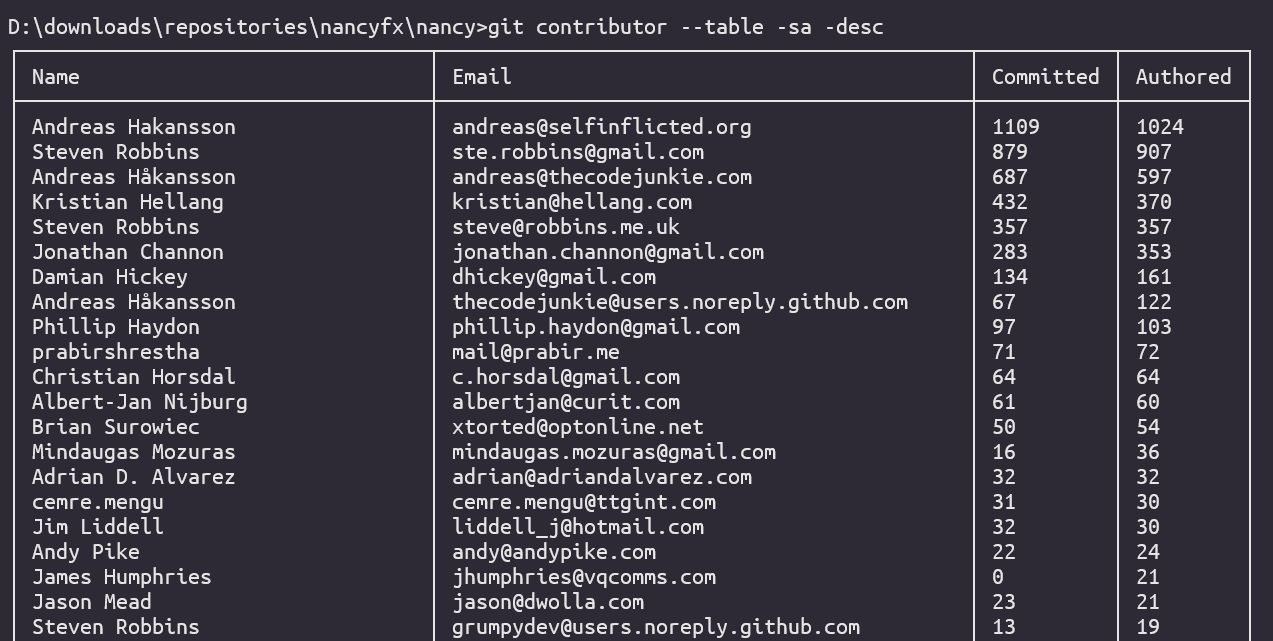 D:\downloads\repositories\nancyfx\nancy>git contributor --table -sa -desc
Name Email Committed Authored
Andreas Hakansson andreas@selfinflicted.org 1109 1024
Steven Robbins ste.robbins@gmail.com 879 907
Andreas Håkansson andreas@thecodejunkie.com 687 597
Kristian Hellang kristian@hellang.com 432 370
Steven Robbins steve@robbins.me.uk 357 357
Jonathan Channon jonathan.channon@gmail.com 283 353
Damian Hickey dhickey@gmail.com 134 161
Andreas Håkansson thecodejunkie@users.noreply.github.com 67 122
Phillip Haydon phillip.haydon@gmail.com 97 103
prabirshrestha mail@prabir.me 71 72
Christian Horsdal c.horsdal@gmail.com 64 64
Albert-Jan Nijburg albertjan@curit.com 61 60
Brian Surowiec xtorted@optonline.net 50 54
Mindaugas Mozuras mindaugas.mozuras@gmail.com 16 36
Adrian D. Alvarez adrian@adriandalvarez.com 32 32
cemre.mengu cemre.mengu@ttgint.com 31 30
Jim Liddell liddell_j@hotmail.com 32 30
Andy Pike andy@andypike.com 22 24
James Humphries jhumphries@vqcomms.com 0 21
Jason Mead jason@dwolla.com 23 21
Steven Robbins grumpydev@users.noreply.github.com 13 19